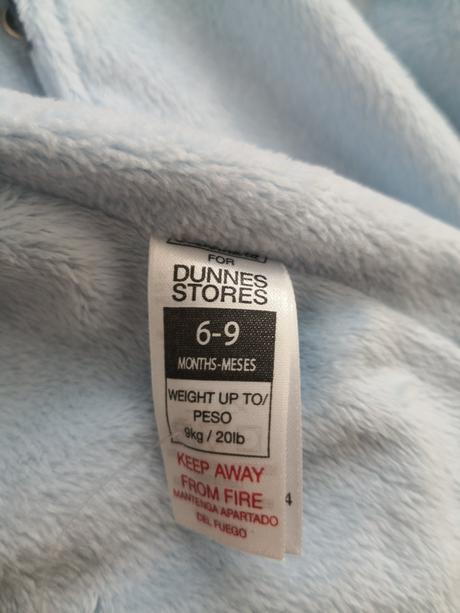 FOR
DUNNES
STORES
6-9
MONTHS-MESES
WEIGHT UP TO/
PESO
9kg / 20lb
KEEP AWAY
FROM FIRE
MANTENGA APARTADO
DEL FUEGO
4